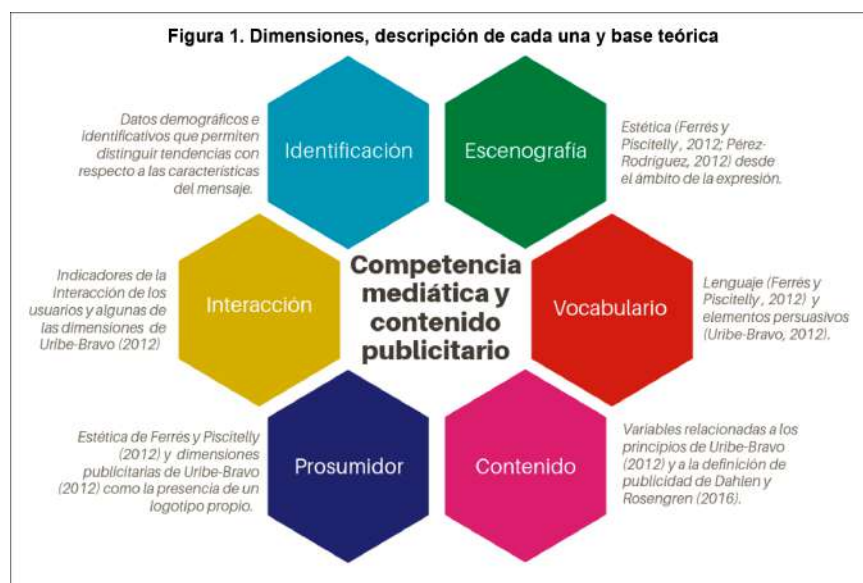 Figura 1. Dimensiones, descripción de cada una y base teórica
Datos demográficos e
identificativos que permiten
distinguir tendencias con
respecto a las características
del mensaje.
Identificación
Escenografía
Estética (Ferrés y
Piscitelly, 2012; Pérez-
Rodríguez, 2012) desde
el ámbito de la expresión.
Indicadores de la
Interacción de los
usuarios y algunas de
las dimensiones de
Uribe-Bravo (2012)
Interacción
Competencia
mediática y
contenido
publicitario
Vocabulario
Lenguaje (Ferrés y
Piscitelly, 2012) y
elementos persuasivos
(Uribe-Bravo, 2012).
Estética de Ferrés y Piscitelly
(2012) y dimensiones
publicitarias de Uribe-Bravo
(2012) como la presencia de un
logotipo propio.
Prosumidor
Contenido
Variables relacionadas a los
principios de Uribe-Bravo
(2012) y a la definición de
publicidad de Dahlen y
Rosengren (2016).